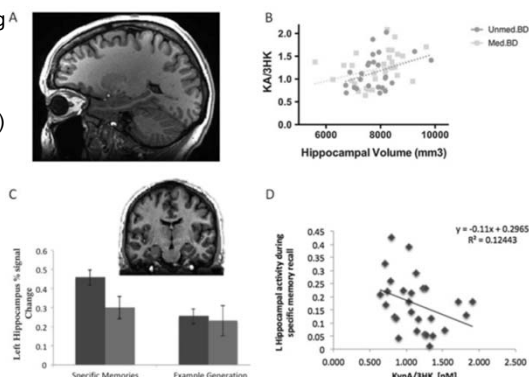 g
)
A
B
Unmed.BD
Med.BD
KA/3HK
2.0
1.5
1.0
0.5
0.0
6000 8000 10000
Hippocampal Volume (mm3)
C
Left Hippocampus % signal
Change
0.6
0.5
0.4
0.3
0.2
0.1
0
Specific Memories Example Generation
D
y = -0.11x + 0.2965
R² = 0.12443
L Hippocampal activity during
specific memory recall
0.45
0.4
0.35
0.3
0.25
0.2
0.15
0.1
0.05
0
0.000 0.500 1.000 1.500 2.000 2.500
KynA/3HK [nM]